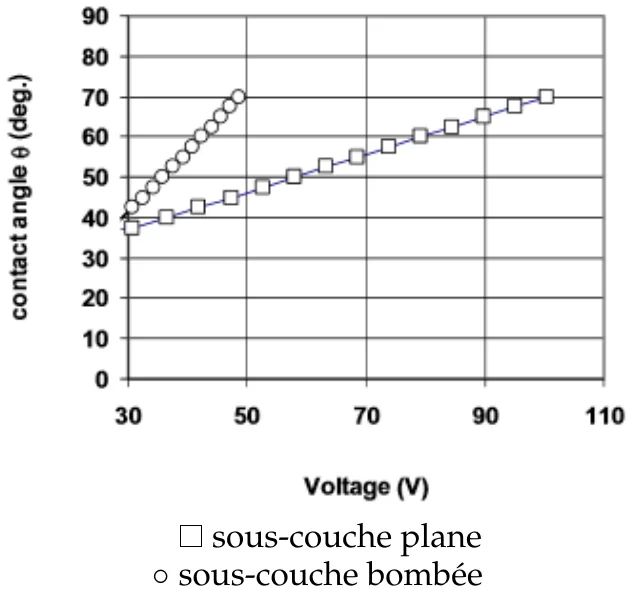 90
80
70
60
50
40
30
20
10
0
contact angle θ (deg.)
30 50 70 90 110
Voltage (V)
□ sous-couche plane
○ sous-couche bombée